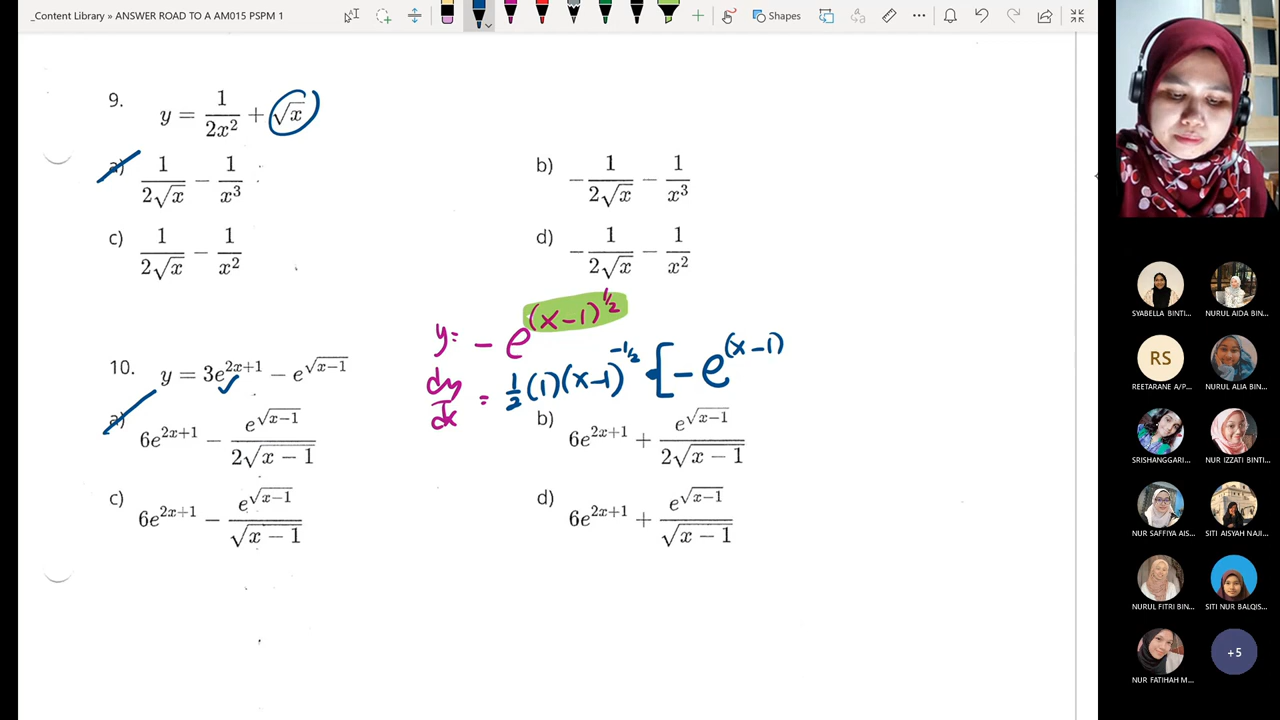 _Content Library » ANSWER ROAD TO A AM015 PSPM 1
Shapes
9.
y = 1/(2x²) + √x
a) 1/(2√x) − 1/x³
b) −1/(2√x) − 1/x³
c) 1/(2√x) − 1/x²
d) −1/(2√x) − 1/x²
y = − e^(x−1)^½
dy/dx = ½(1)(x−1)^−½ [− e^(x−1)
10.
y = 3e^(2x+1) − e^√(x−1)
a) 6e^(2x+1) − e^√(x−1)/(2√(x−1))
b) 6e^(2x+1) + e^√(x−1)/(2√(x−1))
c) 6e^(2x+1) − e^√(x−1)/√(x−1)
d) 6e^(2x+1) + e^√(x−1)/√(x−1)
SYABELLA BINTI...
NURUL AIDA BIN...
RS
REETARANE A/P...
NURUL ALIA BIN...
SRISHANGGARI...
NUR IZZATI BINTI...
NUR SAFFIYA AIS...
SITI AISYAH NAJI...
NURUL FITRI BIN...
SITI NUR BALQIS...
NUR FATIHAH M...
+5